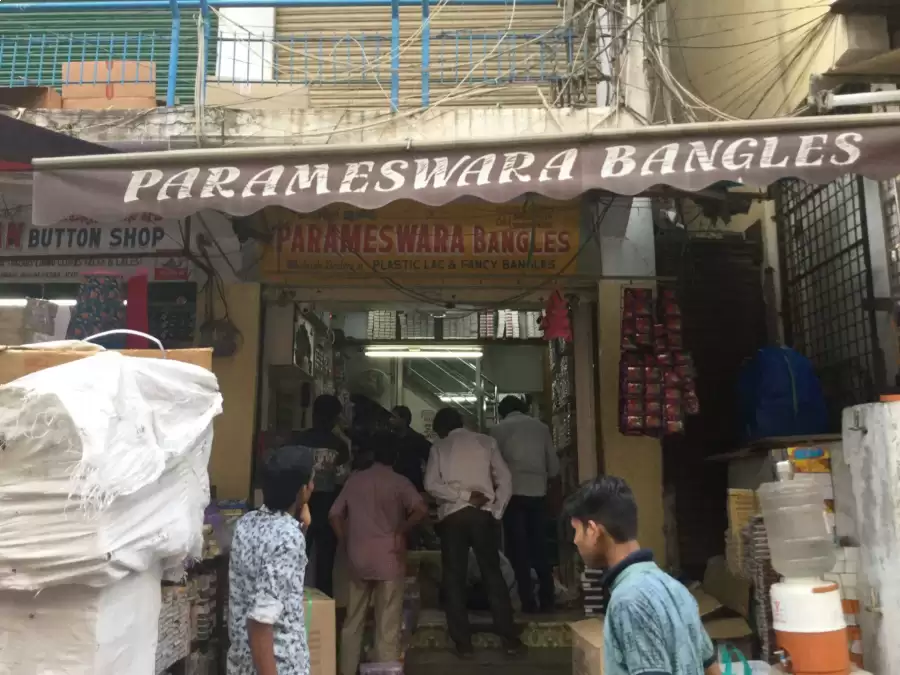 PARAMESWARA BANGLES
BUTTON SHOP
PARAMESWARA BANGLES
PLASTIC LAC & FANCY BANGLES